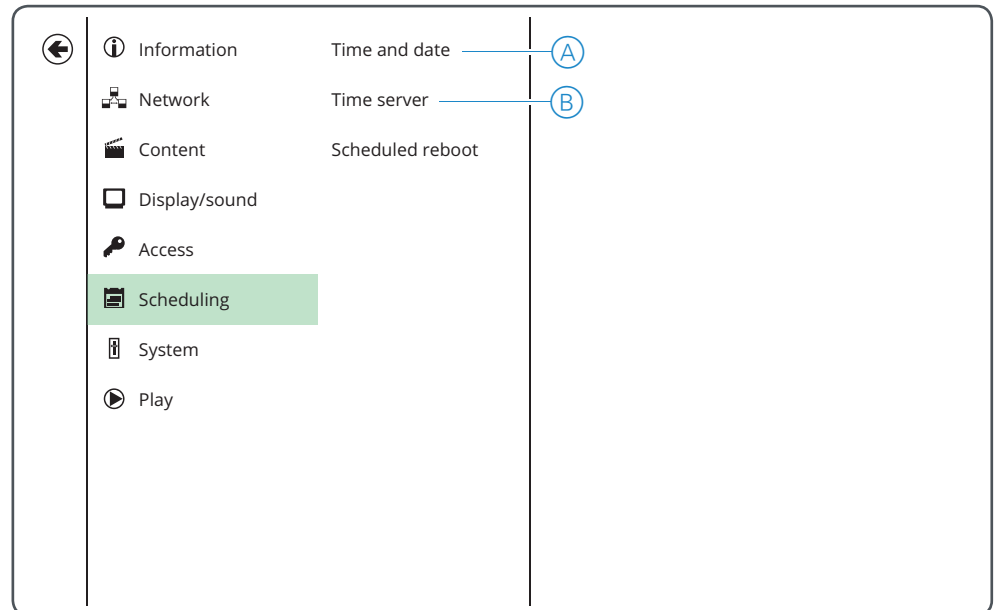 Information
Network
Content
Display/sound
Access
Scheduling
System
Play
Time and date
Time server
Scheduled reboot
A
B